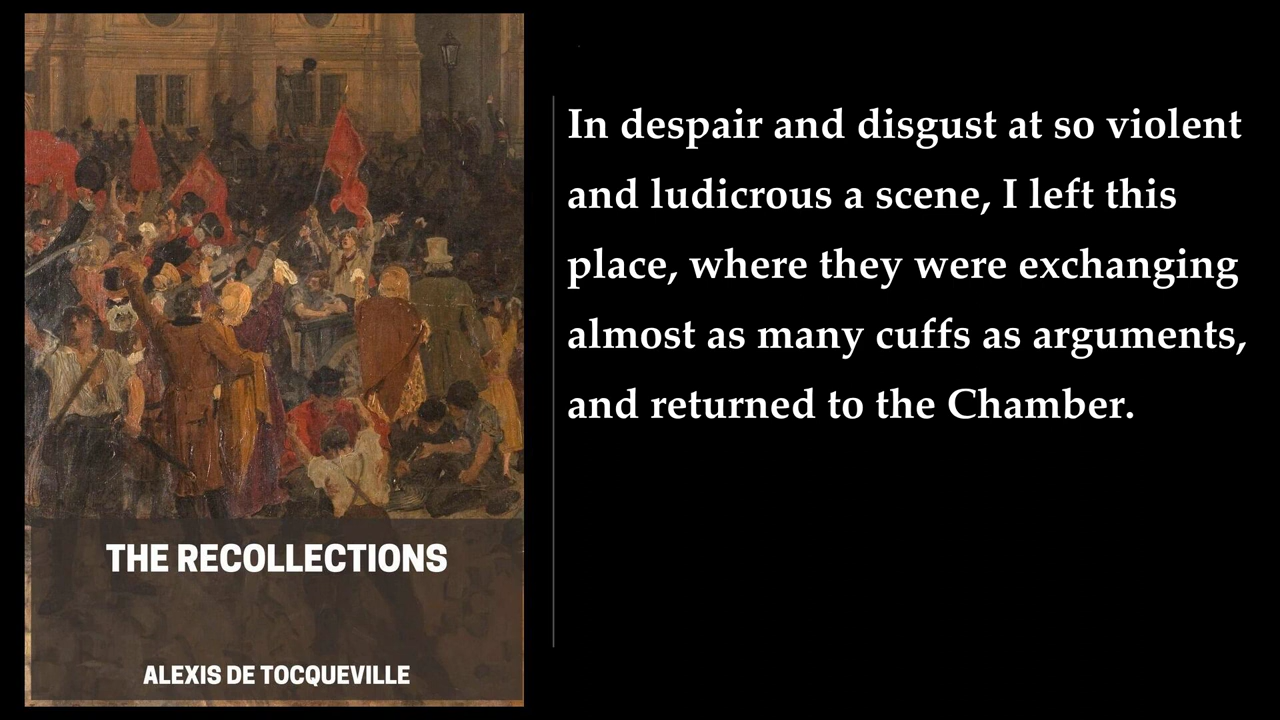 THE RECOLLECTIONS
ALEXIS DE TOCQUEVILLE
In despair and disgust at so violent
and ludicrous a scene, I left this
place, where they were exchanging
almost as many cuffs as arguments,
and returned to the Chamber.